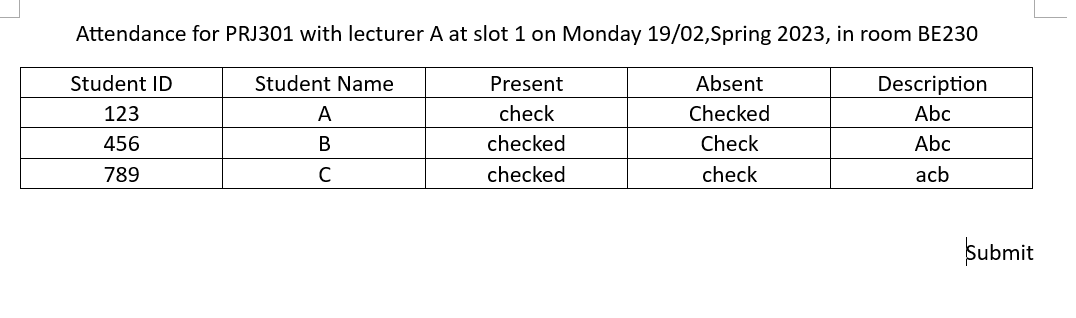 Attendance for PRJ301 with lecturer A at slot 1 on Monday 19/02,Spring 2023, in room BE230
Student ID Student Name Present Absent Description
123 A check Checked Abc
456 B checked Check Abc
789 C checked check acb
Submit